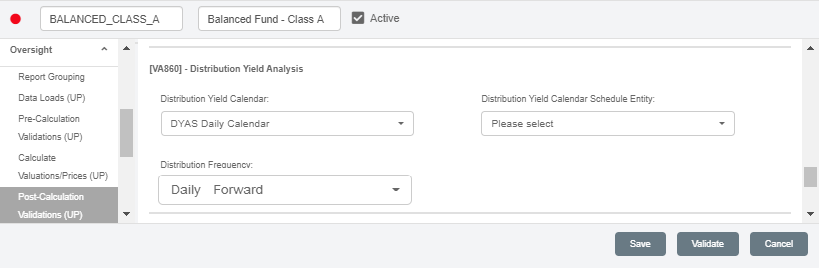 BALANCED_CLASS_A
Balanced Fund - Class A
Active
Oversight
Report Grouping
Data Loads (UP)
Pre-Calculation
Validations (UP)
Calculate
Valuations/Prices (UP)
Post-Calculation
Validations (UP)
[VA860] - Distribution Yield Analysis
Distribution Yield Calendar:
DYAS Daily Calendar
Distribution Yield Calendar Schedule Entity:
Please select
Distribution Frequency:
Daily Forward
Save
Validate
Cancel